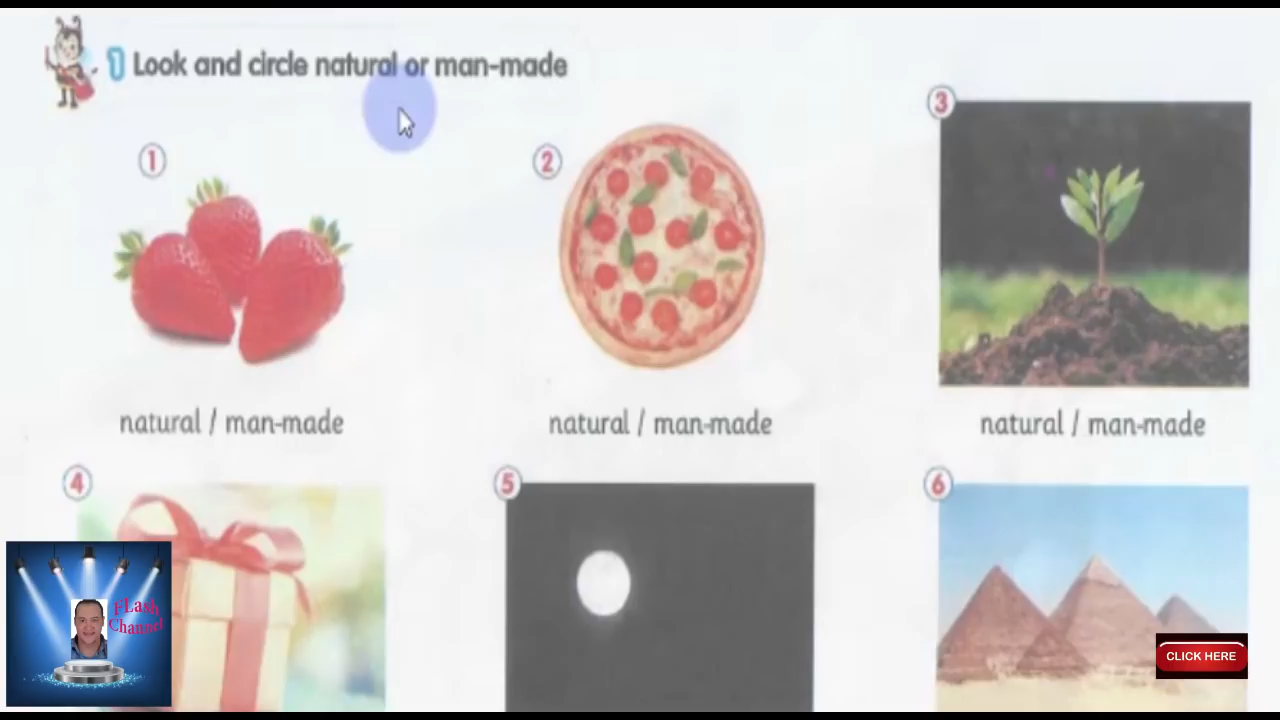 1 Look and circle natural or man-made
1
2
3
natural / man-made
natural / man-made
natural / man-made
4
5
6
FLash
Channel
CLICK HERE